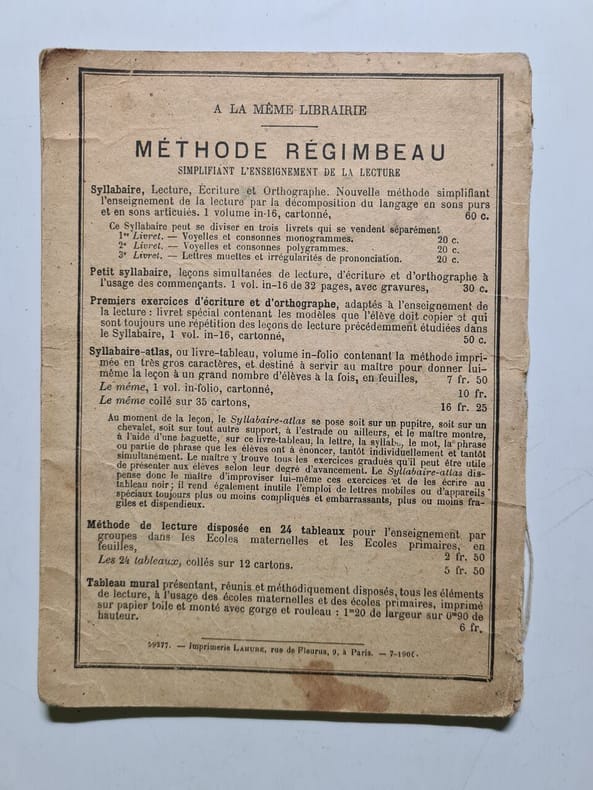 A LA MÊME LIBRAIRIE
MÉTHODE RÉGIMBEAU
SIMPLIFIANT L'ENSEIGNEMENT DE LA LECTURE
Syllabaire, Lecture, Écriture et Orthographe. Nouvelle méthode simplifiant
l'enseignement de la lecture par la décomposition du langage en sons purs
et en sons articulés. 1 volume in-16, cartonné, 60 c.
Ce Syllabaire peut se diviser en trois livrets qui se vendent séparément
1er Livret. — Voyelles et consonnes monogrammes. 20 c.
2e Livret. — Voyelles et consonnes polygrammes. 20 c.
3e Livret. — Lettres muettes et irrégularités de prononciation. 20 c.
Petit syllabaire, leçons simultanées de lecture, d'écriture et d'orthographe à
l'usage des commençants. 1 vol. in-16 de 32 pages, avec gravures, 30 c.
Premiers exercices d'écriture et d'orthographe, adaptés à l'enseignement de
la lecture : livret spécial contenant les modèles que l'élève doit copier et qui
sont toujours une répétition des leçons de lecture précédemment étudiées dans
le Syllabaire, 1 vol. in-16, cartonné, 50 c.
Syllabaire-atlas, ou livre-tableau, volume in-folio contenant la méthode impri-
mée en très gros caractères, et destiné à servir au maître pour donner lui-
même la leçon à un grand nombre d'élèves à la fois, en feuilles, 7 fr. 50
Le même, 1 vol. in-folio, cartonné, 10 fr.
Le même collé sur 35 cartons, 16 fr. 25
Au moment de la leçon, le Syllabaire-atlas se pose soit sur un pupitre, soit sur un
chevalet, soit sur tout autre support, à l'estrade ou ailleurs, et le maître montre,
à l'aide d'une baguette, sur ce livre-tableau, la lettre, la syllabe, le mot, la phrase
ou partie de phrase que les élèves ont à énoncer, tantôt individuellement et tantôt
simultanément. Le maître y trouve tous les exercices gradués qu'il peut être utile
de présenter aux élèves selon leur degré d'avancement. Le Syllabaire-atlas dis-
pense donc le maître d'improviser lui-même ces exercices et de les écrire au
tableau noir ; il rend également inutile l'emploi de lettres mobiles ou d'appareils
spéciaux toujours plus ou moins compliqués et embarrassants, plus ou moins fra-
giles et dispendieux.
Méthode de lecture disposée en 24 tableaux pour l'enseignement par
groupes dans les Écoles maternelles et les Écoles primaires, en
feuilles, 2 fr. 50
Les 24 tableaux, collés sur 12 cartons. 5 fr. 50
Tableau mural présentant, réunis et méthodiquement disposés, tous les éléments
de lecture, à l'usage des écoles maternelles et des écoles primaires, imprimé
sur papier toile et monté avec gorge et rouleau : 1m20 de largeur sur 0m90 de
hauteur. 6 fr.
— Imprimerie LAHURE, rue de Fleurus, 9, à Paris.